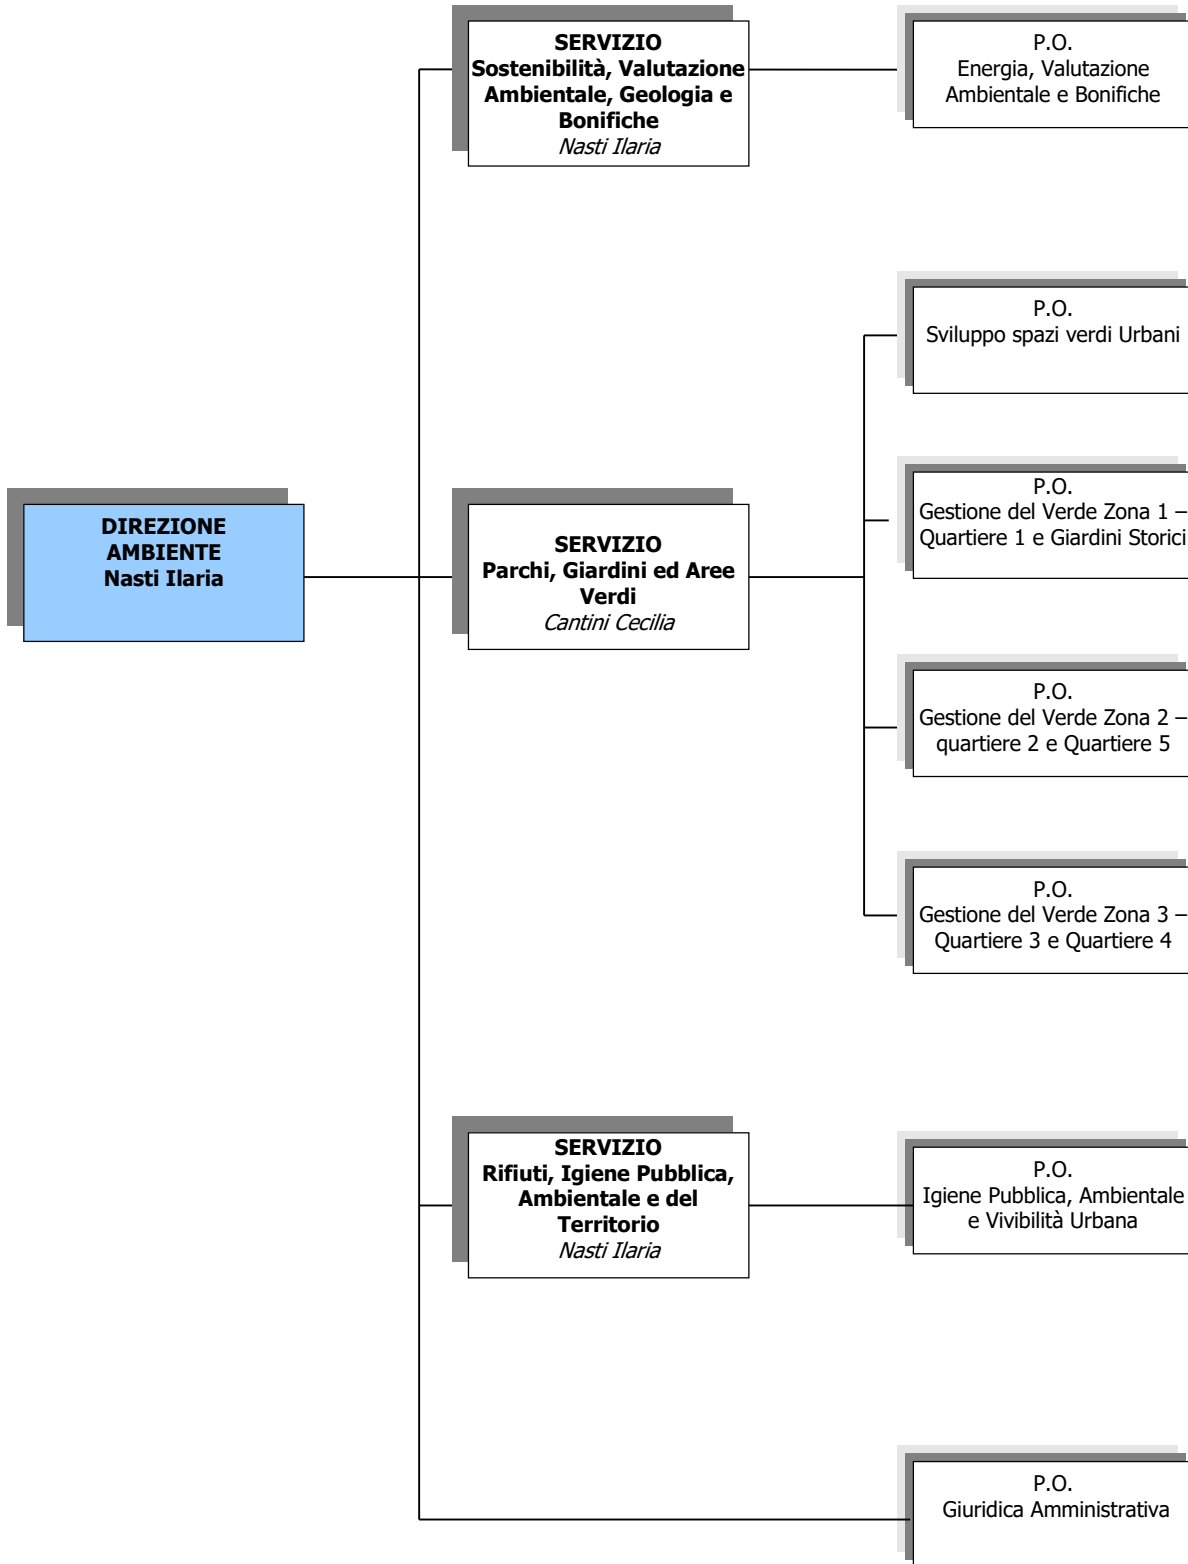 SERVIZIO
Sostenibilità, Valutazione
Ambientale, Geologia e
Bonifiche
Nasti Ilaria
P.O.
Energia, Valutazione
Ambientale e Bonifiche
P.O.
Sviluppo spazi verdi Urbani
P.O.
Gestione del Verde Zona 1 –
Quartiere 1 e Giardini Storici
DIREZIONE
AMBIENTE
Nasti Ilaria
SERVIZIO
Parchi, Giardini ed Aree
Verdi
Cantini Cecilia
P.O.
Gestione del Verde Zona 2 –
quartiere 2 e Quartiere 5
P.O.
Gestione del Verde Zona 3 –
Quartiere 3 e Quartiere 4
SERVIZIO
Rifiuti, Igiene Pubblica,
Ambientale e del
Territorio
Nasti Ilaria
P.O.
Igiene Pubblica, Ambientale
e Vivibilità Urbana
P.O.
Giuridica Amministrativa